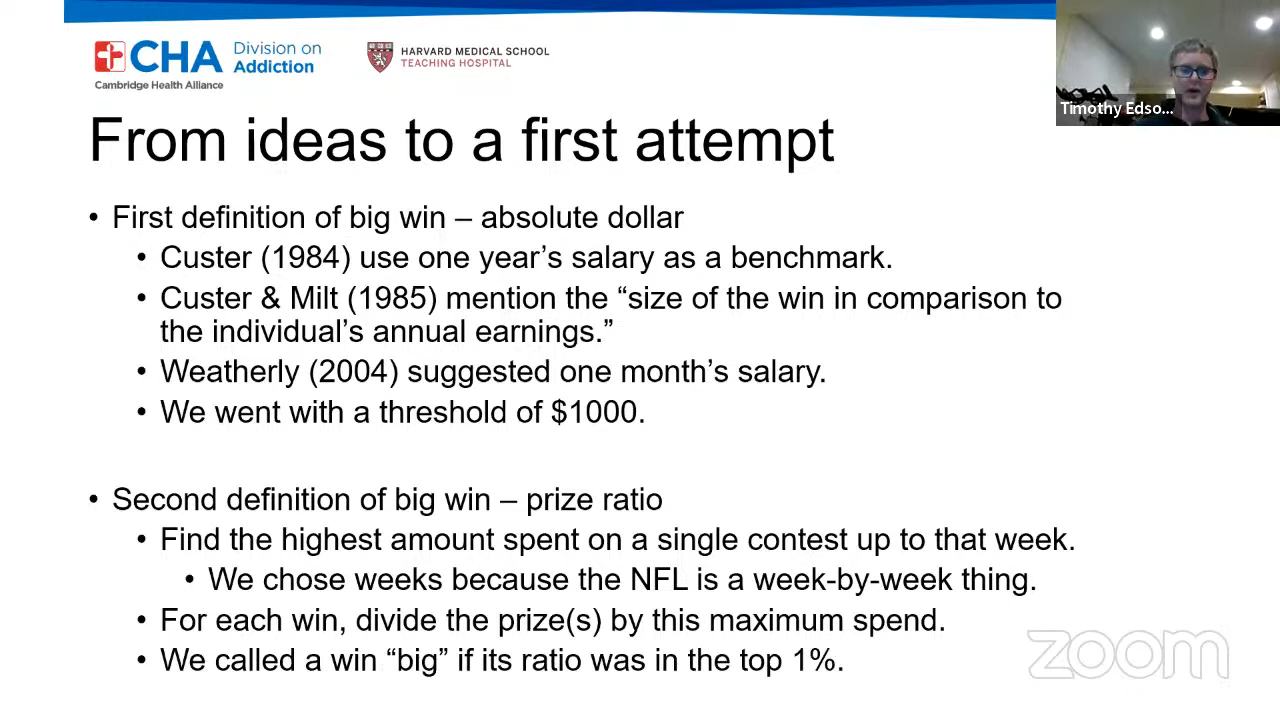 CHA Division on Addiction
Cambridge Health Alliance
HARVARD MEDICAL SCHOOL
TEACHING HOSPITAL
Timothy Edso...
From ideas to a first attempt
• First definition of big win – absolute dollar
• Custer (1984) use one year’s salary as a benchmark.
• Custer & Milt (1985) mention the “size of the win in comparison to
the individual’s annual earnings.”
• Weatherly (2004) suggested one month’s salary.
• We went with a threshold of $1000.
• Second definition of big win – prize ratio
• Find the highest amount spent on a single contest up to that week.
• We chose weeks because the NFL is a week-by-week thing.
• For each win, divide the prize(s) by this maximum spend.
• We called a win “big” if its ratio was in the top 1%.
zoom